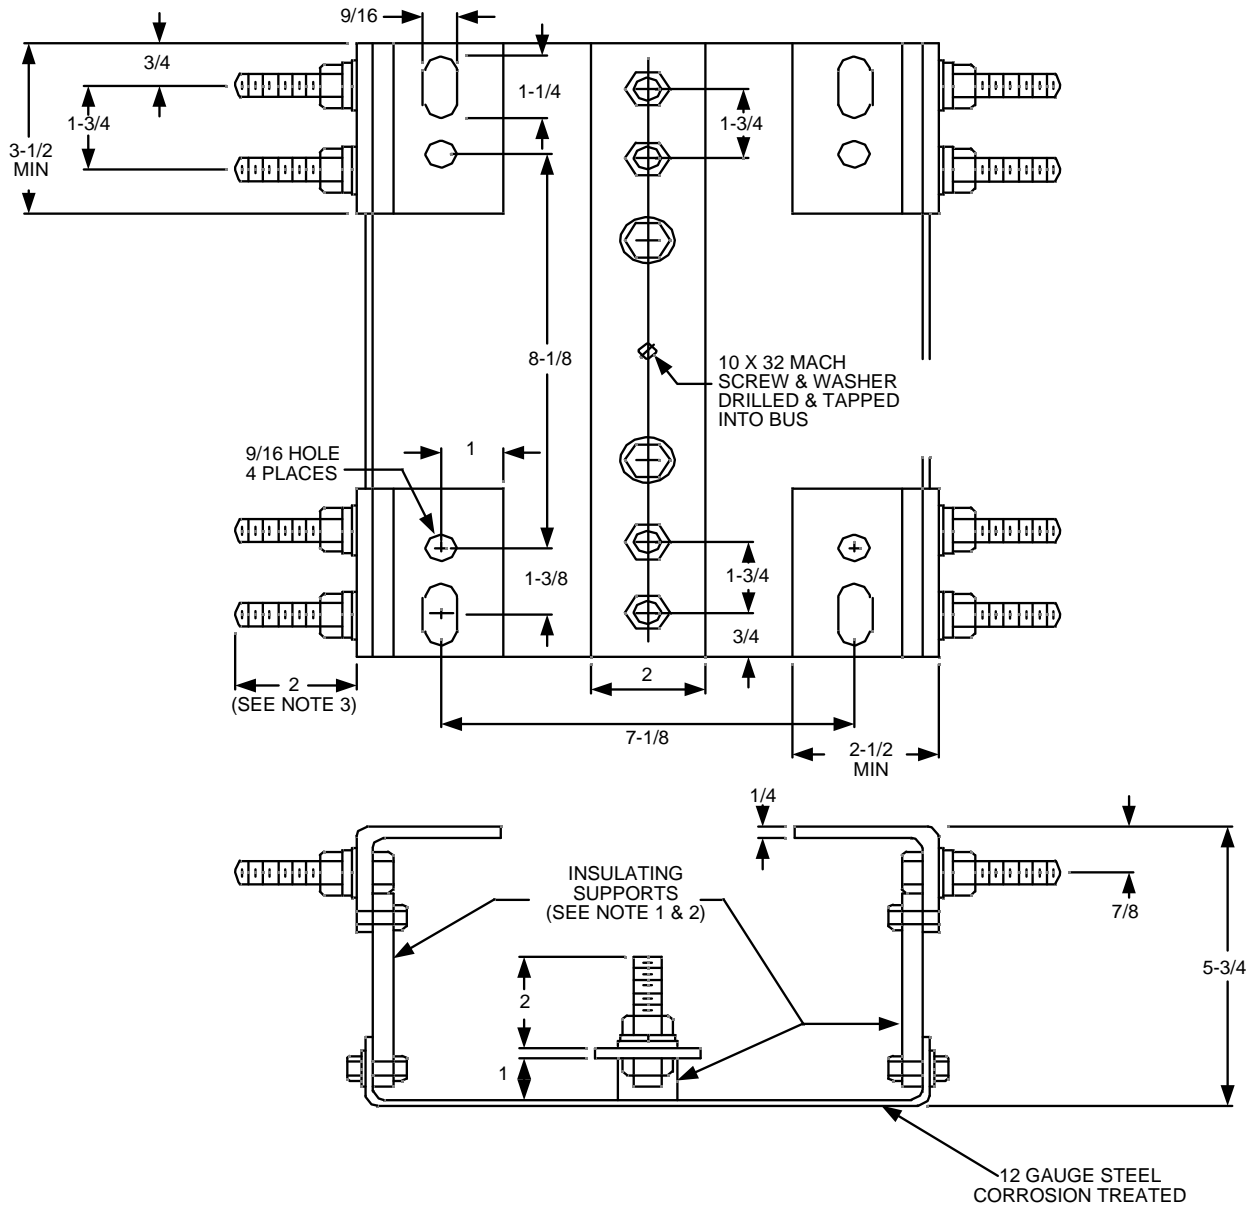 9/16
3/4
1-1/4
1-3/4
1-3/4
3-1/2
MIN
8-1/8
10 X 32 MACH
SCREW & WASHER
DRILLED & TAPPED
INTO BUS
9/16 HOLE
4 PLACES
1
1-3/8
1-3/4
3/4
2
(SEE NOTE 3)
2
7-1/8
2-1/2
MIN
1/4
INSULATING
SUPPORTS
(SEE NOTE 1 & 2)
7/8
5-3/4
2
1
12 GAUGE STEEL
CORROSION TREATED